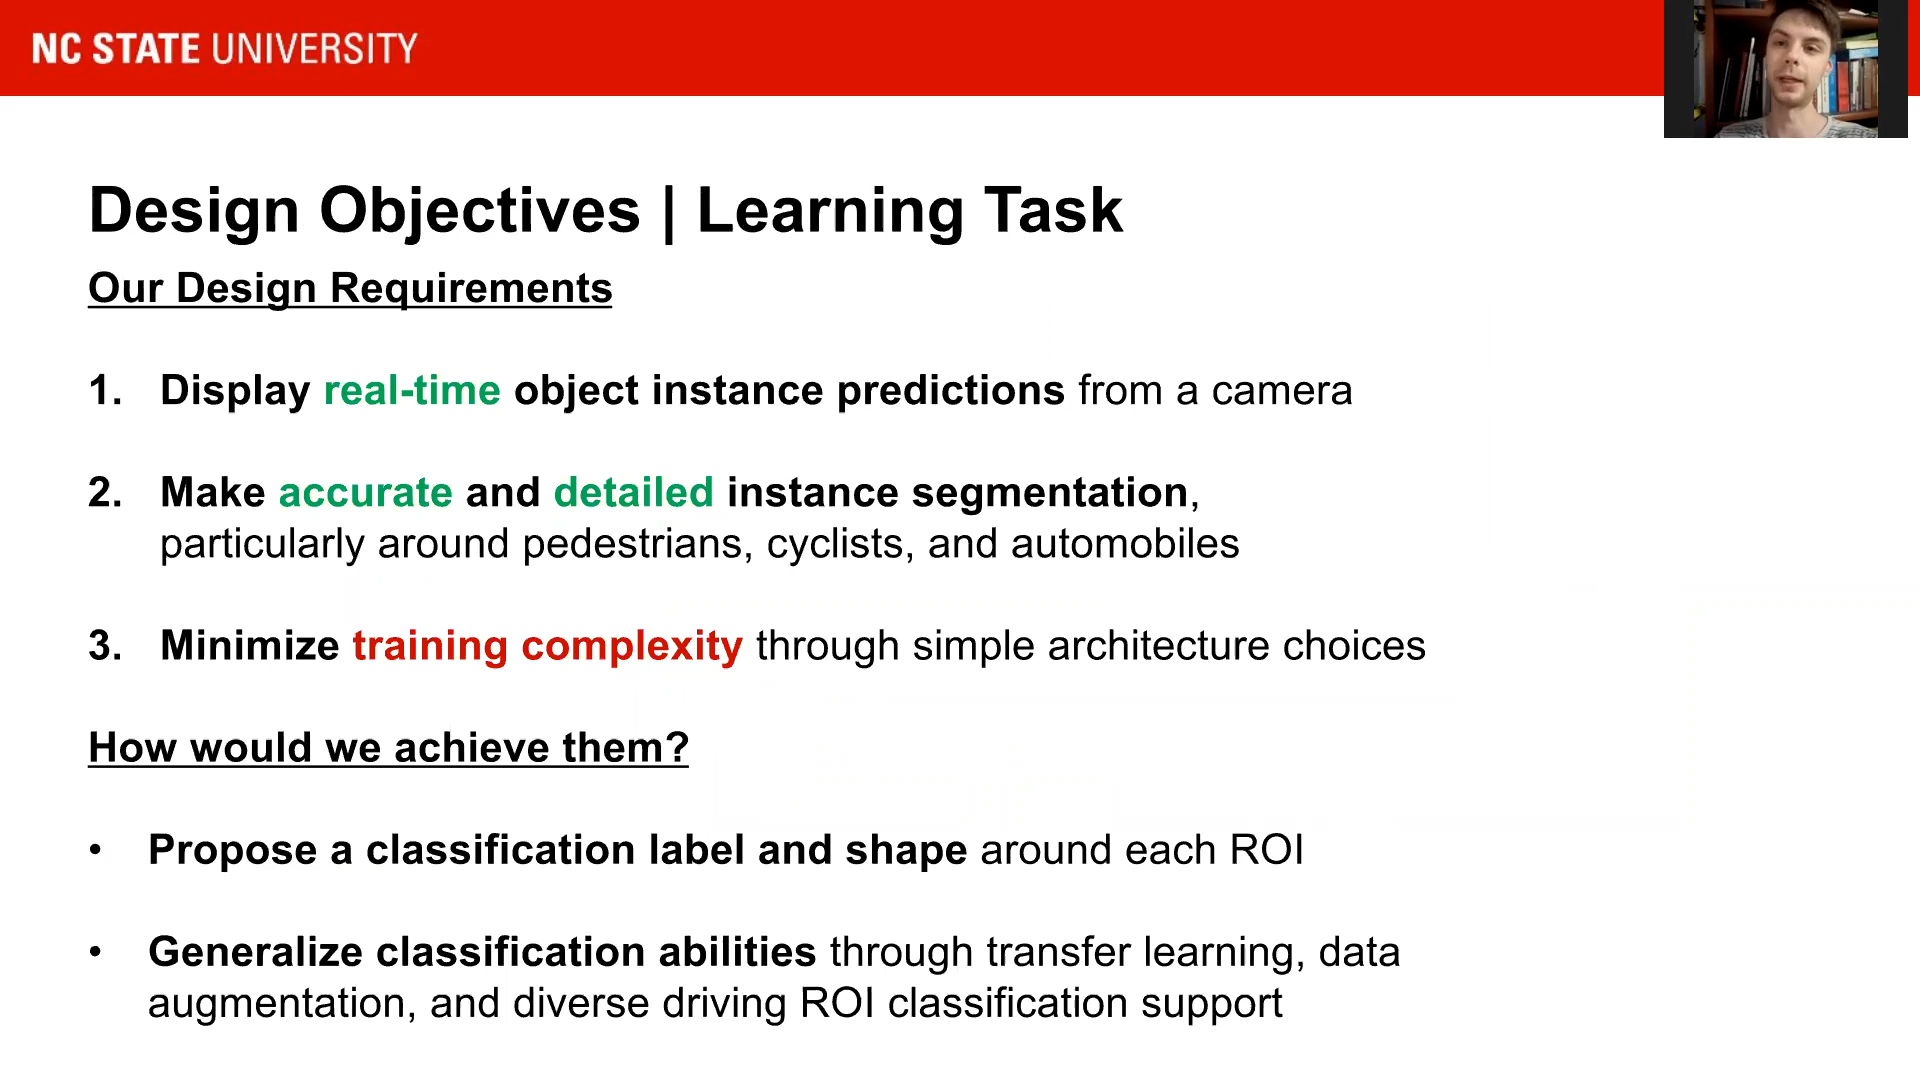 NC STATE UNIVERSITY
Design Objectives | Learning Task
Our Design Requirements
1. Display real-time object instance predictions from a camera
2. Make accurate and detailed instance segmentation,
particularly around pedestrians, cyclists, and automobiles
3. Minimize training complexity through simple architecture choices
How would we achieve them?
• Propose a classification label and shape around each ROI
• Generalize classification abilities through transfer learning, data
augmentation, and diverse driving ROI classification support